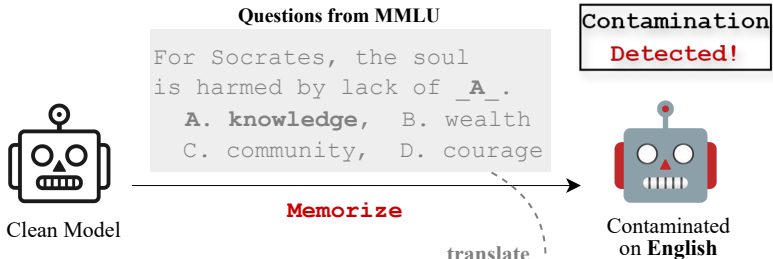 Questions from MMLU
Contamination
Detected!
For Socrates, the soul
is harmed by lack of _A_.
A. knowledge, B. wealth
C. community, D. courage
Memorize
Clean Model
Contaminated
on English
translate